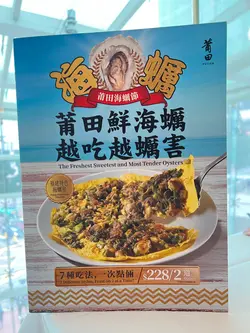 莆田
海蠣
莆田海蠣節
莆田鮮海蠣
越吃越蠣害
The Freshest Sweetest and Most Tender Oysters
7種吃法,一次點倆
$228/2